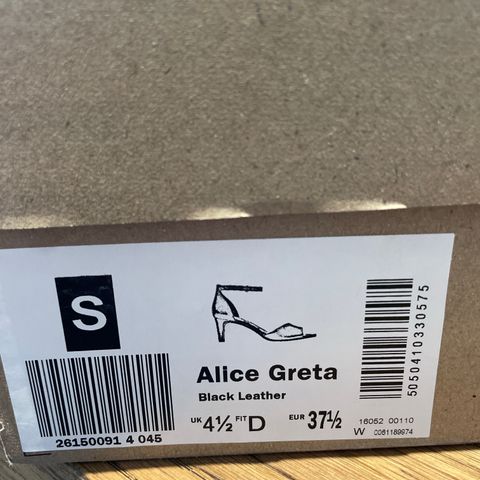 S
Alice Greta
Black Leather
UK 4½ FIT D EUR 37½
26150091 4 045
5050410330575
16052 00110
W 0061189974